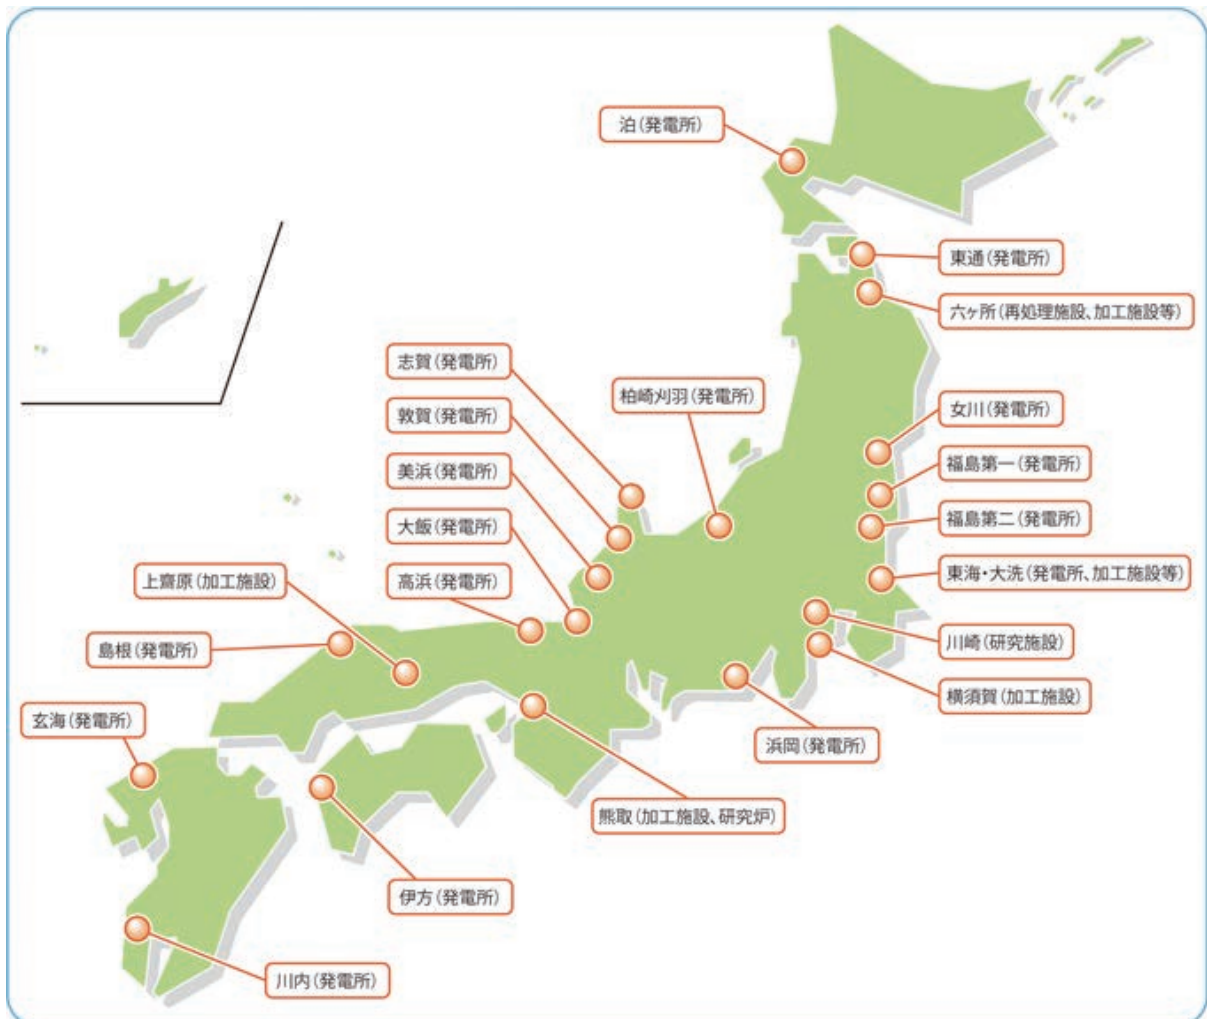 泊(発電所)
東通(発電所)
六ヶ所(再処理施設、加工施設等)
志賀(発電所)
柏崎刈羽(発電所)
敦賀(発電所)
女川(発電所)
美浜(発電所)
福島第一(発電所)
大飯(発電所)
福島第二(発電所)
上齋原(加工施設)
高浜(発電所)
東海・大洗(発電所、加工施設等)
島根(発電所)
川崎(研究施設)
横須賀(加工施設)
玄海(発電所)
浜岡(発電所)
熊取(加工施設、研究炉)
伊方(発電所)
川内(発電所)